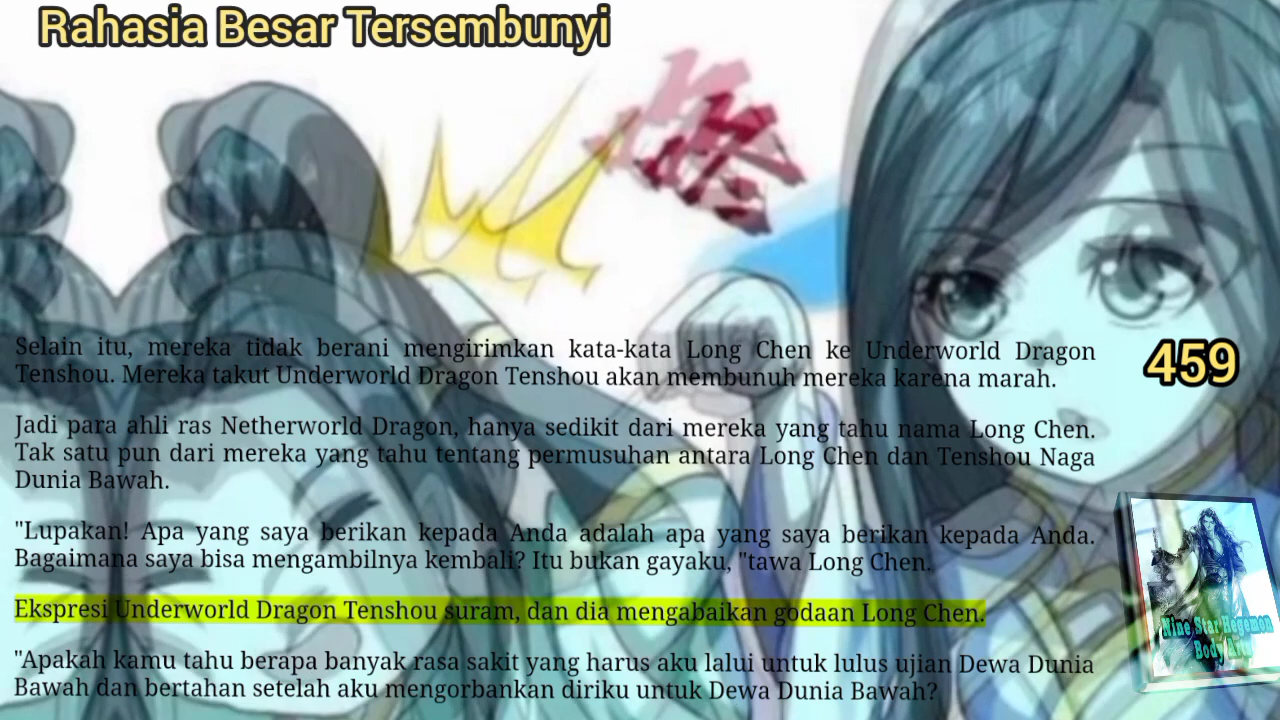 Rahasia Besar Tersembunyi
Selain itu, mereka tidak berani mengirimkan kata-kata Long Chen ke Underworld Dragon
Tenshou. Mereka takut Underworld Dragon Tenshou akan membunuh mereka karena marah.
459
Jadi para ahli ras Netherworld Dragon, hanya sedikit dari mereka yang tahu nama Long Chen.
Tak satu pun dari mereka yang tahu tentang permusuhan antara Long Chen dan Tenshou Naga
Dunia Bawah.
"Lupakan! Apa yang saya berikan kepada Anda adalah apa yang saya berikan kepada Anda.
Bagaimana saya bisa mengambilnya kembali? Itu bukan gayaku, "tawa Long Chen.
Ekspresi Underworld Dragon Tenshou suram, dan dia mengabaikan godaan Long Chen.
"Apakah kamu tahu berapa banyak rasa sakit yang harus aku lalui untuk lulus ujian Dewa Dunia
Bawah dan bertahan setelah aku mengorbankan diriku untuk Dewa Dunia Bawah?
Nine Star Hegemon
Body Arts